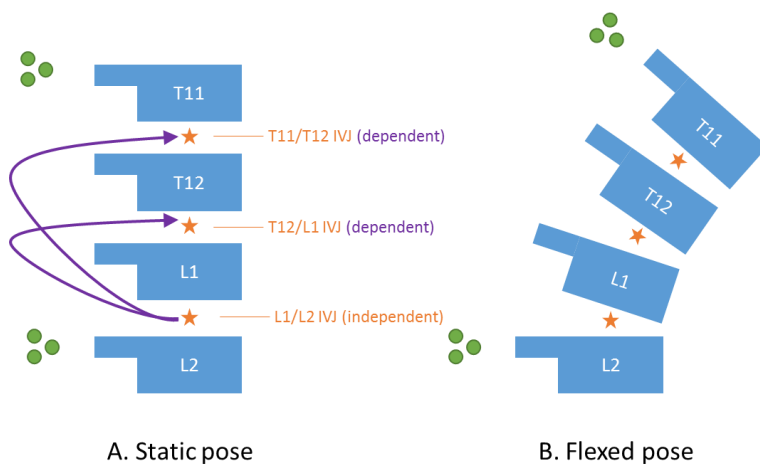 T11
T11/T12 IVJ (dependent)
T12
T12/L1 IVJ (dependent)
L1
L1/L2 IVJ (independent)
L2
A. Static pose
T11
T12
L1
L2
B. Flexed pose